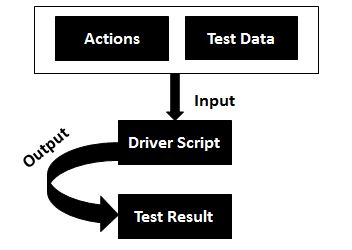 Actions
Test Data
Input
Driver Script
Output
Test Result